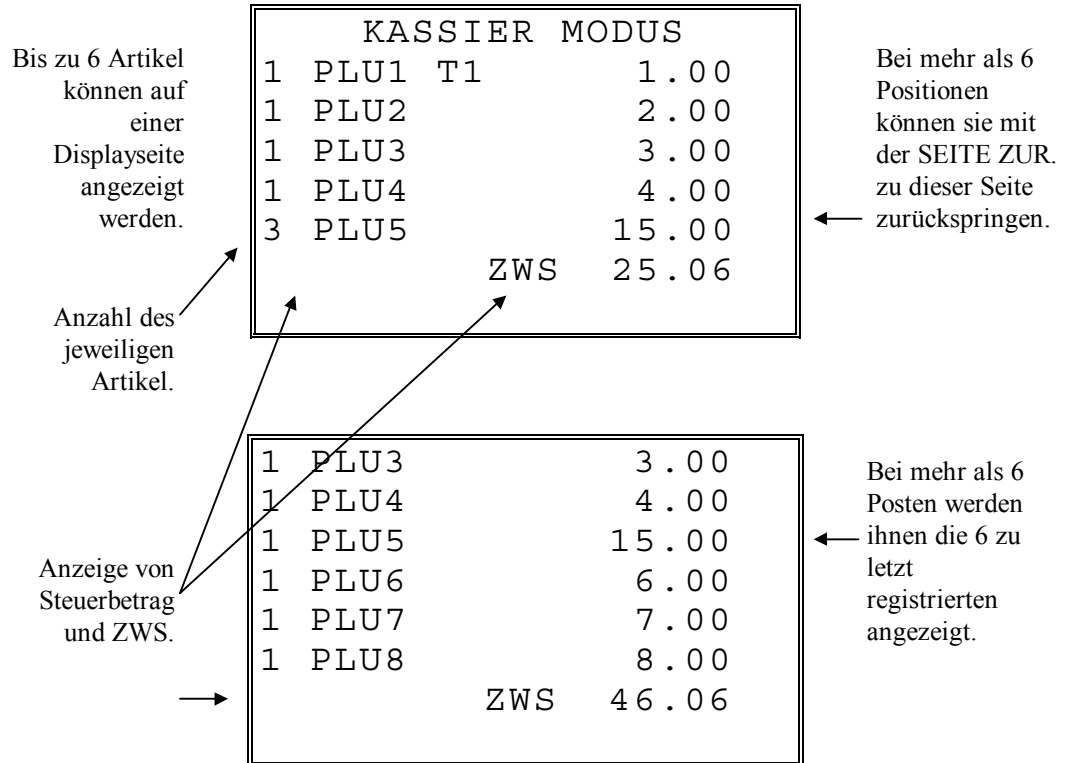 KASSIER MODUS
1 PLU1 T1 1.00
1 PLU2 2.00
1 PLU3 3.00
1 PLU4 4.00
3 PLU5 15.00
ZWS 25.06
Bis zu 6 Artikel
können auf
einer
Displayseite
angezeigt
werden.
Bei mehr als 6
Positionen
können sie mit
der SEITE ZUR.
zu dieser Seite
zurückspringen.
Anzahl des
jeweiligen
Artikel.
1 PLU3 3.00
1 PLU4 4.00
1 PLU5 15.00
1 PLU6 6.00
1 PLU7 7.00
1 PLU8 8.00
ZWS 46.06
Anzeige von
Steuerbetrag
und ZWS.
Bei mehr als 6
Posten werden
ihnen die 6 zu
letzt
registrierten
angezeigt.